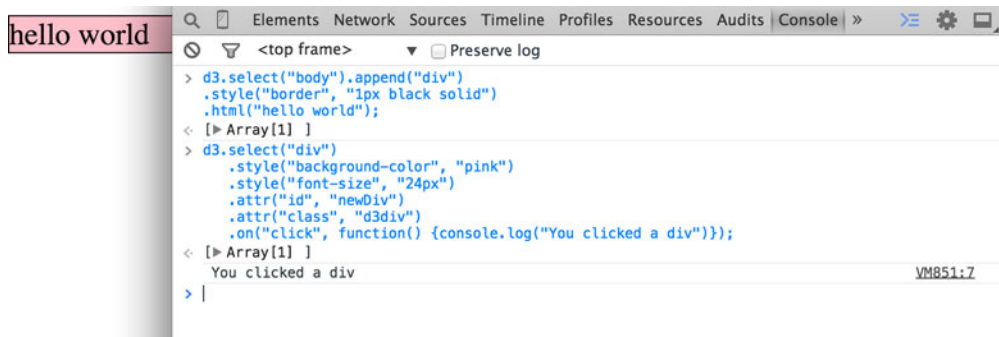 hello world
Elements Network Sources Timeline Profiles Resources Audits Console »
<top frame> ▼ Preserve log
> d3.select("body").append("div")
.style("border", "1px black solid")
.html("hello world");
<· [▶ Array[1] ]
> d3.select("div")
.style("background-color", "pink")
.style("font-size", "24px")
.attr("id", "newDiv")
.attr("class", "d3div")
.on("click", function() {console.log("You clicked a div")});
<· [▶ Array[1] ]
You clicked a div VM851:7
>